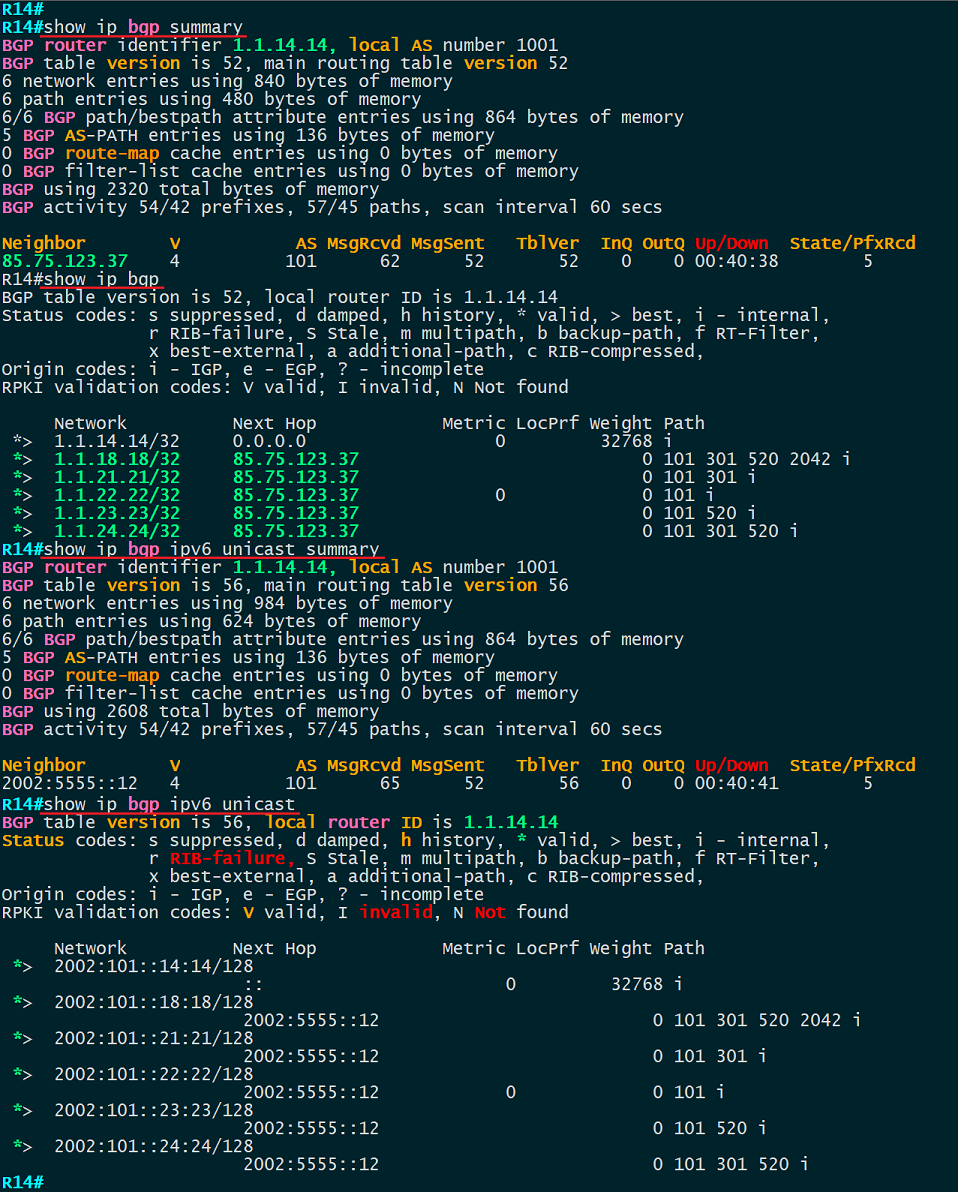 R14#
R14#show ip bgp summary
BGP router identifier 1.1.14.14, local AS number 1001
BGP table version is 52, main routing table version 52
6 network entries using 840 bytes of memory
6 path entries using 480 bytes of memory
6/6 BGP path/bestpath attribute entries using 864 bytes of memory
5 BGP AS-PATH entries using 136 bytes of memory
0 BGP route-map cache entries using 0 bytes of memory
0 BGP filter-list cache entries using 0 bytes of memory
BGP using 2320 total bytes of memory
BGP activity 54/42 prefixes, 57/45 paths, scan interval 60 secs

Neighbor        V           AS MsgRcvd MsgSent   TblVer  InQ OutQ Up/Down  State/PfxRcd
85.75.123.37    4          101      62      52       52    0    0 00:40:38        5
R14#show ip bgp
BGP table version is 52, local router ID is 1.1.14.14
Status codes: s suppressed, d damped, h history, * valid, > best, i - internal,
              r RIB-failure, S Stale, m multipath, b backup-path, f RT-Filter,
              x best-external, a additional-path, c RIB-compressed,
Origin codes: i - IGP, e - EGP, ? - incomplete
RPKI validation codes: V valid, I invalid, N Not found

     Network          Next Hop            Metric LocPrf Weight Path
 *>  1.1.14.14/32     0.0.0.0                  0         32768 i
 *>  1.1.18.18/32     85.75.123.37                           0 101 301 520 2042 i
 *>  1.1.21.21/32     85.75.123.37                           0 101 301 i
 *>  1.1.22.22/32     85.75.123.37             0             0 101 i
 *>  1.1.23.23/32     85.75.123.37                           0 101 520 i
 *>  1.1.24.24/32     85.75.123.37                           0 101 301 520 i
R14#show ip bgp ipv6 unicast summary
BGP router identifier 1.1.14.14, local AS number 1001
BGP table version is 56, main routing table version 56
6 network entries using 984 bytes of memory
6 path entries using 624 bytes of memory
6/6 BGP path/bestpath attribute entries using 864 bytes of memory
5 BGP AS-PATH entries using 136 bytes of memory
0 BGP route-map cache entries using 0 bytes of memory
0 BGP filter-list cache entries using 0 bytes of memory
BGP using 2608 total bytes of memory
BGP activity 54/42 prefixes, 57/45 paths, scan interval 60 secs

Neighbor        V           AS MsgRcvd MsgSent   TblVer  InQ OutQ Up/Down  State/PfxRcd
2002:5555::12   4          101      65      52       56    0    0 00:40:41        5
R14#show ip bgp ipv6 unicast
BGP table version is 56, local router ID is 1.1.14.14
Status codes: s suppressed, d damped, h history, * valid, > best, i - internal,
              r RIB-failure, S Stale, m multipath, b backup-path, f RT-Filter,
              x best-external, a additional-path, c RIB-compressed,
Origin codes: i - IGP, e - EGP, ? - incomplete
RPKI validation codes: V valid, I invalid, N Not found

     Network          Next Hop            Metric LocPrf Weight Path
 *>  2002:101::14:14/128
                       ::                       0         32768 i
 *>  2002:101::18:18/128
                       2002:5555::12                          0 101 301 520 2042 i
 *>  2002:101::21:21/128
                       2002:5555::12                          0 101 301 i
 *>  2002:101::22:22/128
                       2002:5555::12            0             0 101 i
 *>  2002:101::23:23/128
                       2002:5555::12                          0 101 520 i
 *>  2002:101::24:24/128
                       2002:5555::12                          0 101 301 520 i
R14#